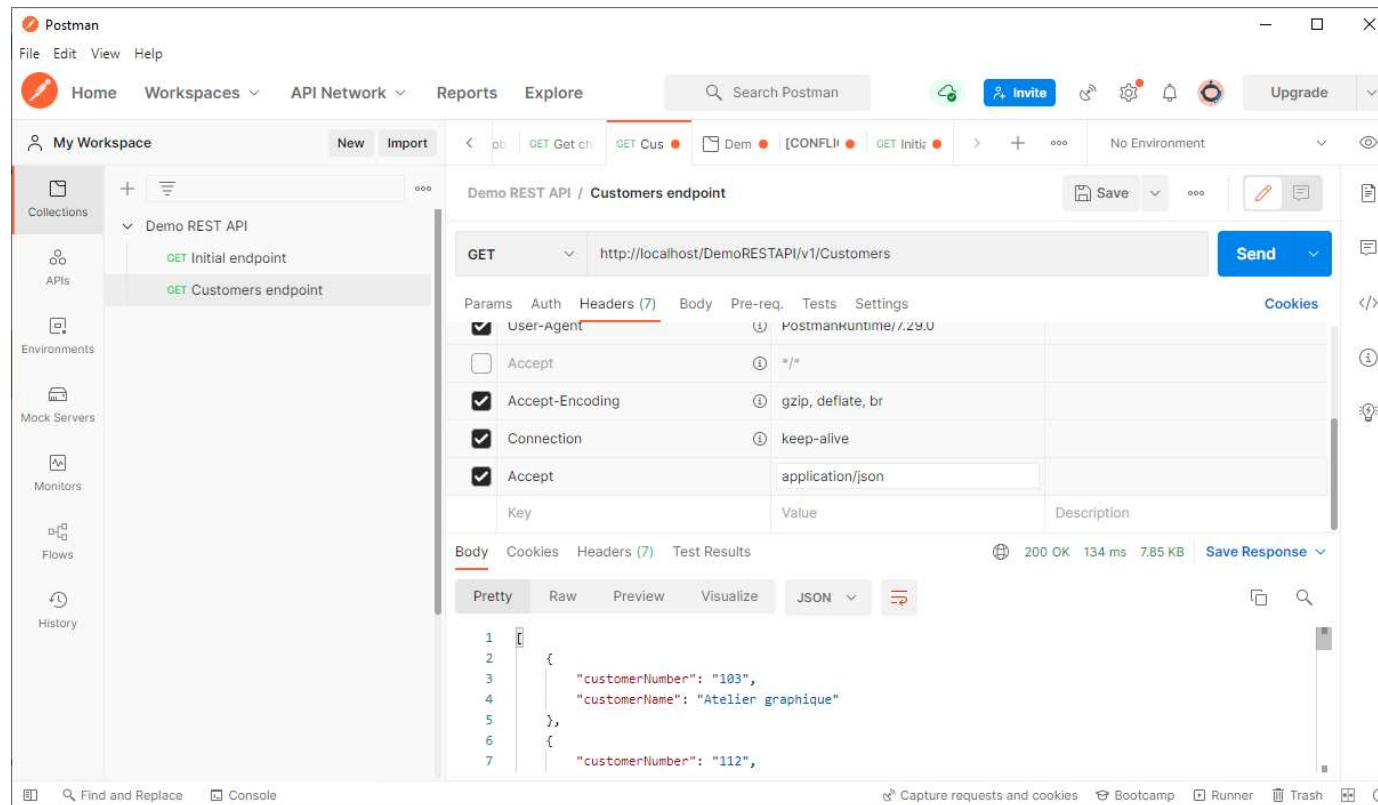 Postman
File Edit View Help
Home Workspaces API Network Reports Explore Search Postman Invite Upgrade
My Workspace New Import
GET Get ch GET Cus Dem [CONFLI GET Initia No Environment
Collections
APIs
Environments
Mock Servers
Monitors
Flows
History
Demo REST API
GET Initial endpoint
GET Customers endpoint
Demo REST API / Customers endpoint Save
GET http://localhost/DemoRESTAPI/v1/Customers Send
Params Auth Headers (7) Body Pre-req. Tests Settings Cookies
User-Agent PostmanRuntime/7.29.0
Accept */*
Accept-Encoding gzip, deflate, br
Connection keep-alive
Accept application/json
Key Value Description
Body Cookies Headers (7) Test Results 200 OK 134 ms 7.85 KB Save Response
Pretty Raw Preview Visualize JSON
1 [
2 {
3 "customerNumber": "103",
4 "customerName": "Atelier graphique"
5 },
6 {
7 "customerNumber": "112",
Find and Replace Console Capture requests and cookies Bootcamp Runner Trash